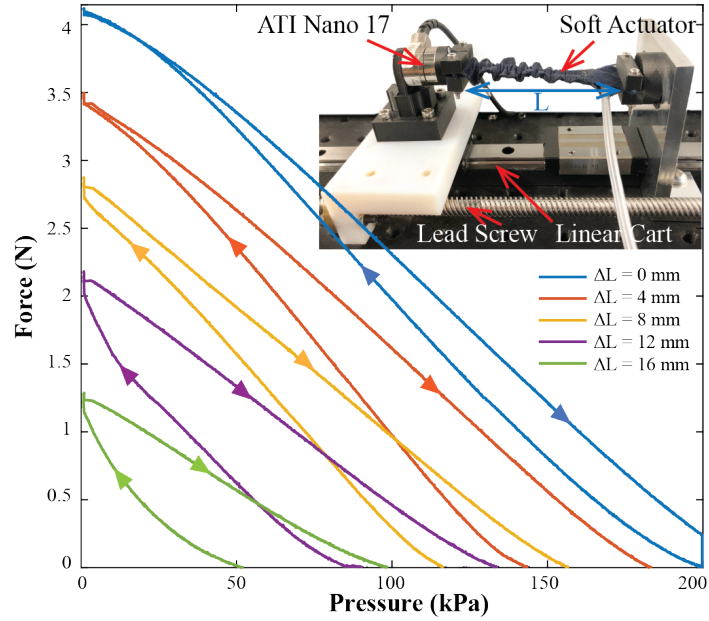 ATI Nano 17
Soft Actuator
L
Lead Screw
Linear Cart
4
3.5
3
2.5
2
1.5
1
0.5
0
Force (N)
ΔL = 0 mm
ΔL = 4 mm
ΔL = 8 mm
ΔL = 12 mm
ΔL = 16 mm
0
50
100
150
200
Pressure (kPa)